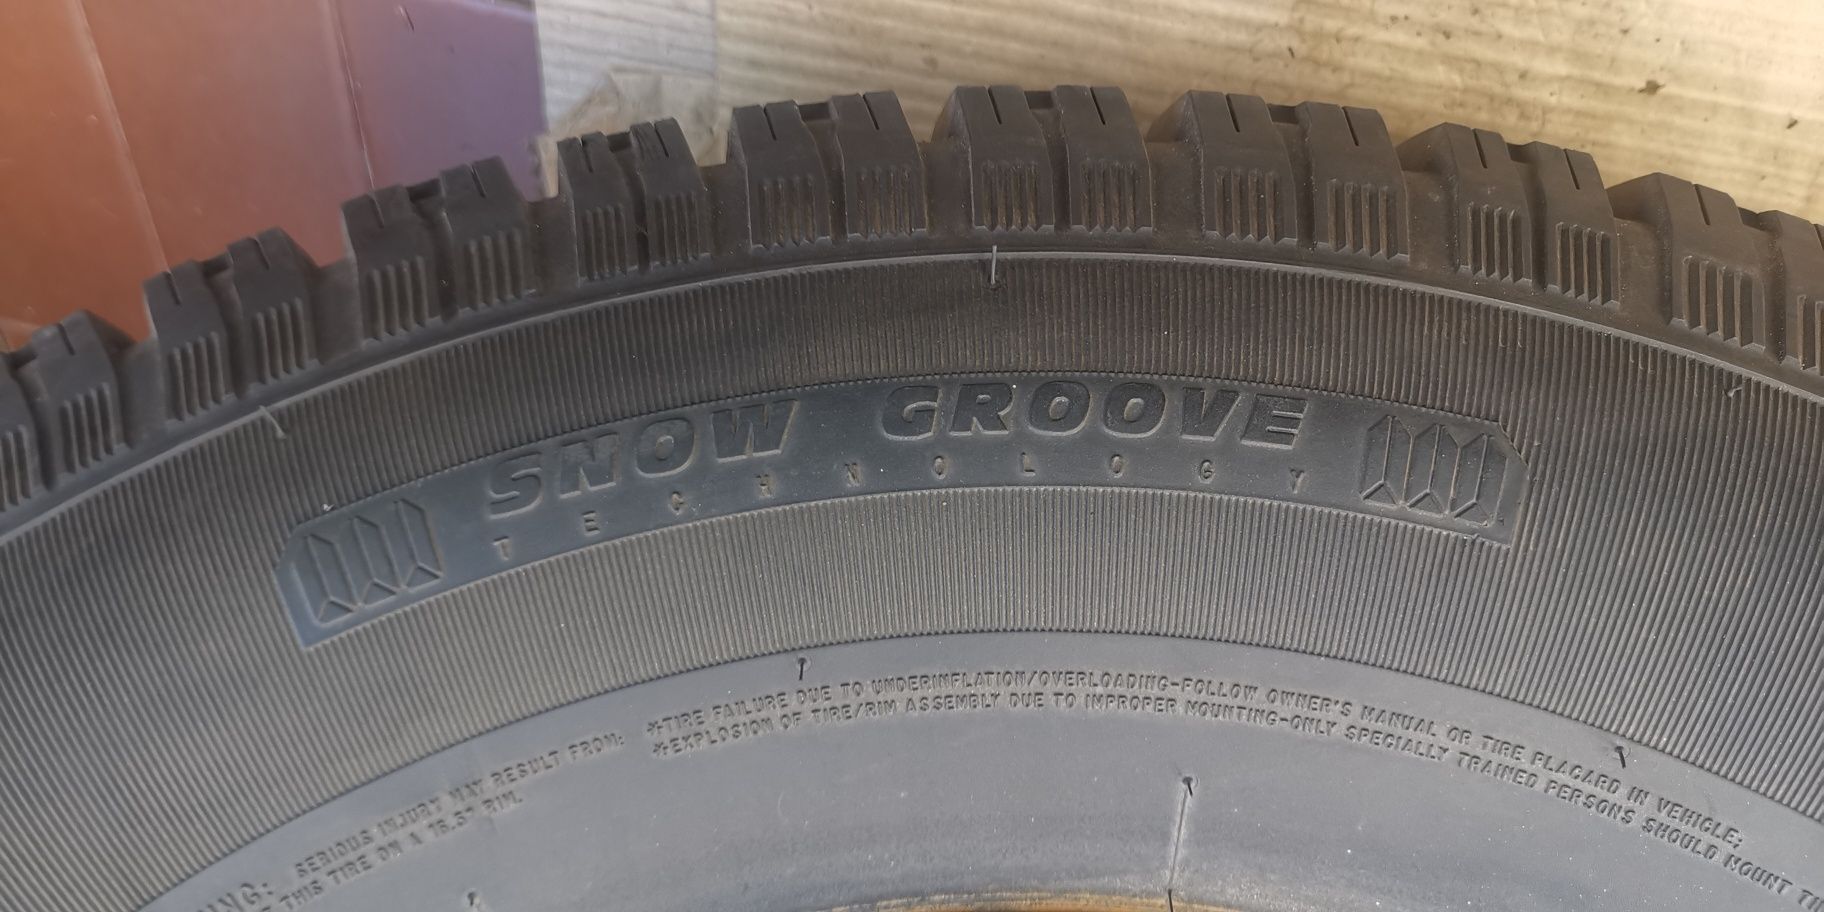 SNOW GROOVE
TECHNOLOGY
SERIOUS INJURY MAY RESULT FROM:
*TIRE FAILURE DUE TO UNDERINFLATION/OVERLOADING-FOLLOW OWNER'S MANUAL OR TIRE PLACARD IN VEHICLE;
*EXPLOSION OF TIRE/RIM ASSEMBLY DUE TO IMPROPER MOUNTING-ONLY SPECIALLY TRAINED PERSONS SHOULD MOUNT
THIS TIRE ON A 16.5" RIM.